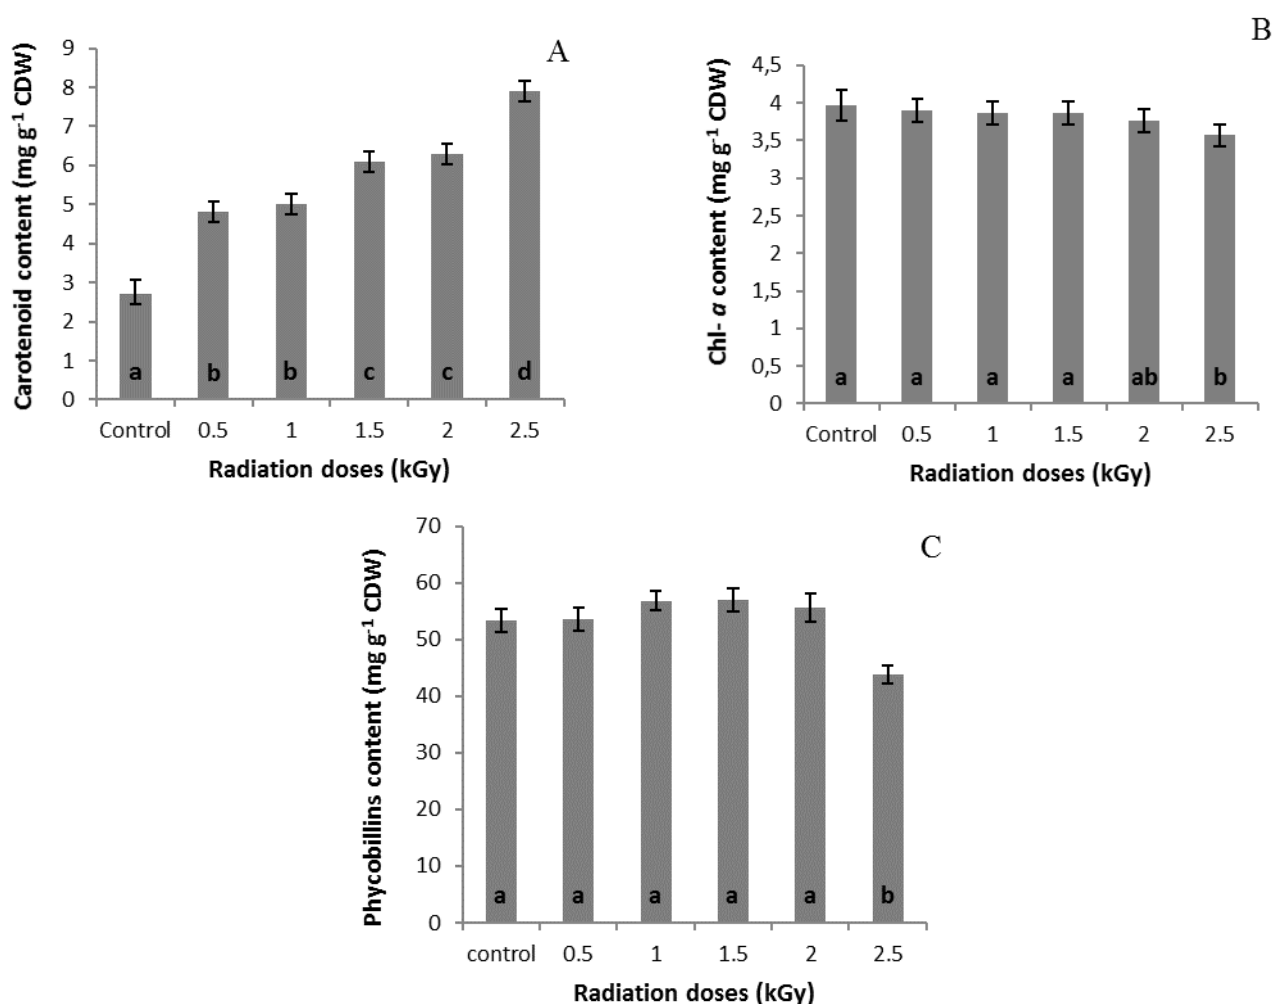 A
Carotenoid content (mg g-1 CDW)
9
8
7
6
5
4
3
2
1
0
a b b c c d
Control 0.5 1 1.5 2 2.5
Radiation doses (kGy)
B
Chl- a content (mg g-1 CDW)
4,5
4
3,5
3
2,5
2
1,5
1
0,5
0
a a a a ab b
Control 0.5 1 1.5 2 2.5
Radiation doses (kGy)
C
Phycobillins content (mg g-1 CDW)
70
60
50
40
30
20
10
0
a a a a a b
control 0.5 1 1.5 2 2.5
Radiation doses (kGy)